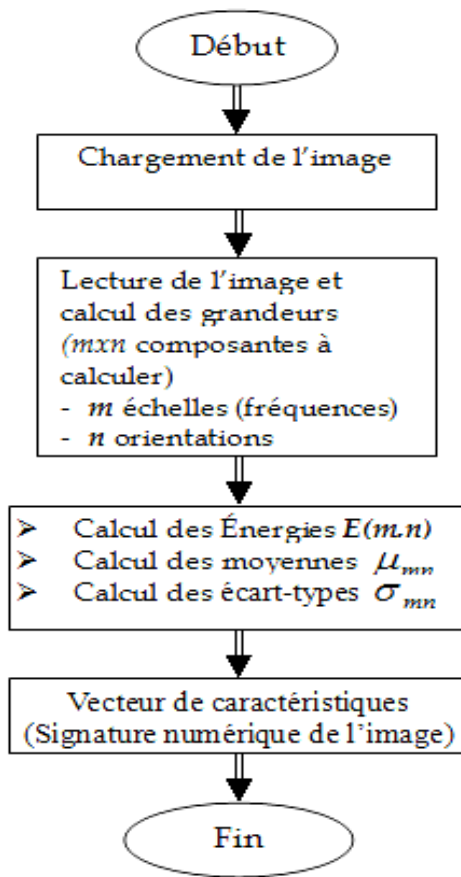 Début
Chargement de l'image
Lecture de l'image et
calcul des grandeurs
(mxn composantes à
calculer)
- m échelles (fréquences)
- n orientations
➢ Calcul des Énergies E(m.n)
➢ Calcul des moyennes μmn
➢ Calcul des écart-types σmn
Vecteur de caractéristiques
(Signature numérique de l'image)
Fin